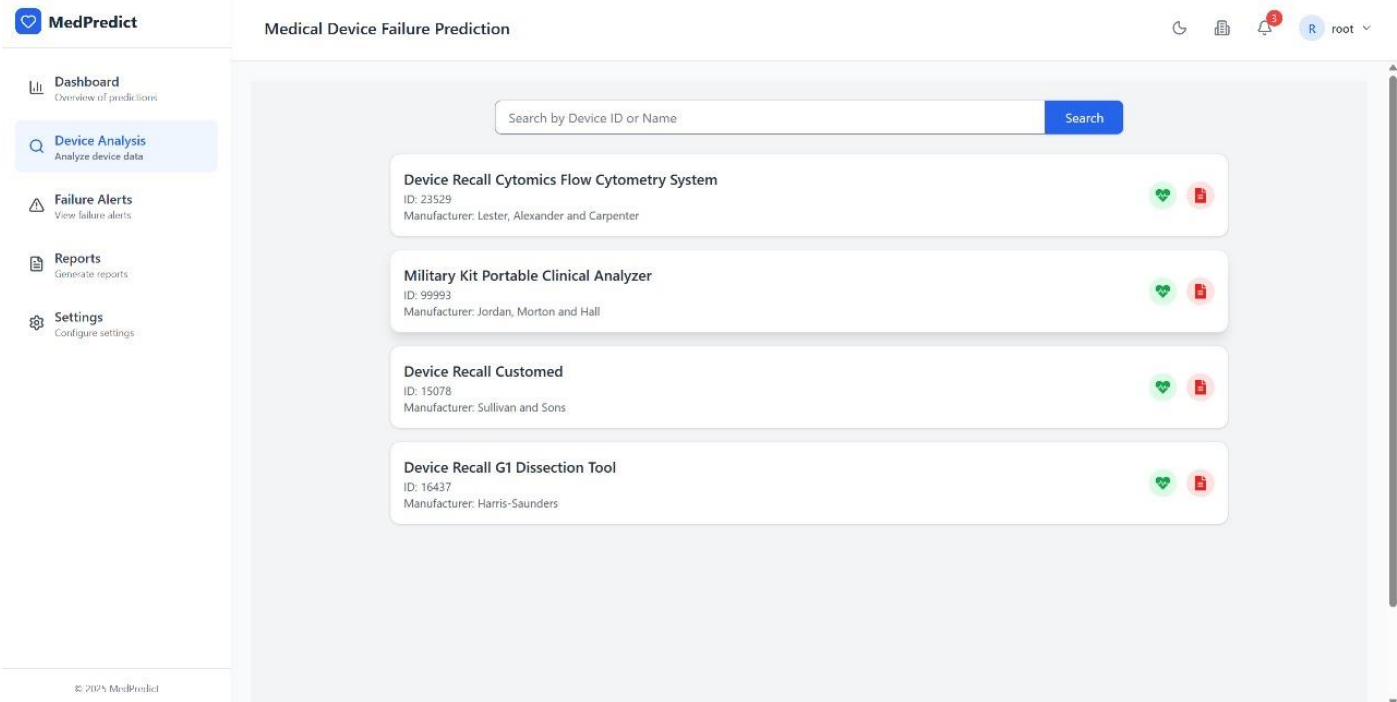 MedPredict
Medical Device Failure Prediction
3
R root
Dashboard
Overview of predictions
Device Analysis
Analyze device data
Failure Alerts
View failure alerts
Reports
Generate reports
Settings
Configure settings
© 2025 MedPredict
Search by Device ID or Name
Search
Device Recall Cytomics Flow Cytometry System
ID: 23529
Manufacturer: Lester, Alexander and Carpenter
Military Kit Portable Clinical Analyzer
ID: 99993
Manufacturer: Jordan, Morton and Hall
Device Recall Customed
ID: 15078
Manufacturer: Sullivan and Sons
Device Recall G1 Dissection Tool
ID: 16437
Manufacturer: Harris-Saunders